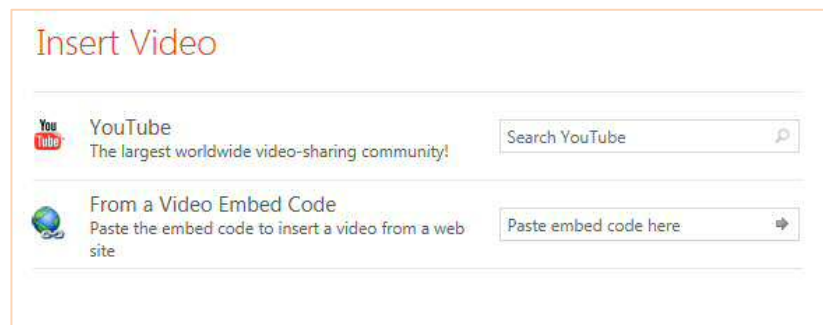 Insert Video
You
Tube
YouTube
The largest worldwide video-sharing community!
Search YouTube
From a Video Embed Code
Paste the embed code to insert a video from a web
site
Paste embed code here